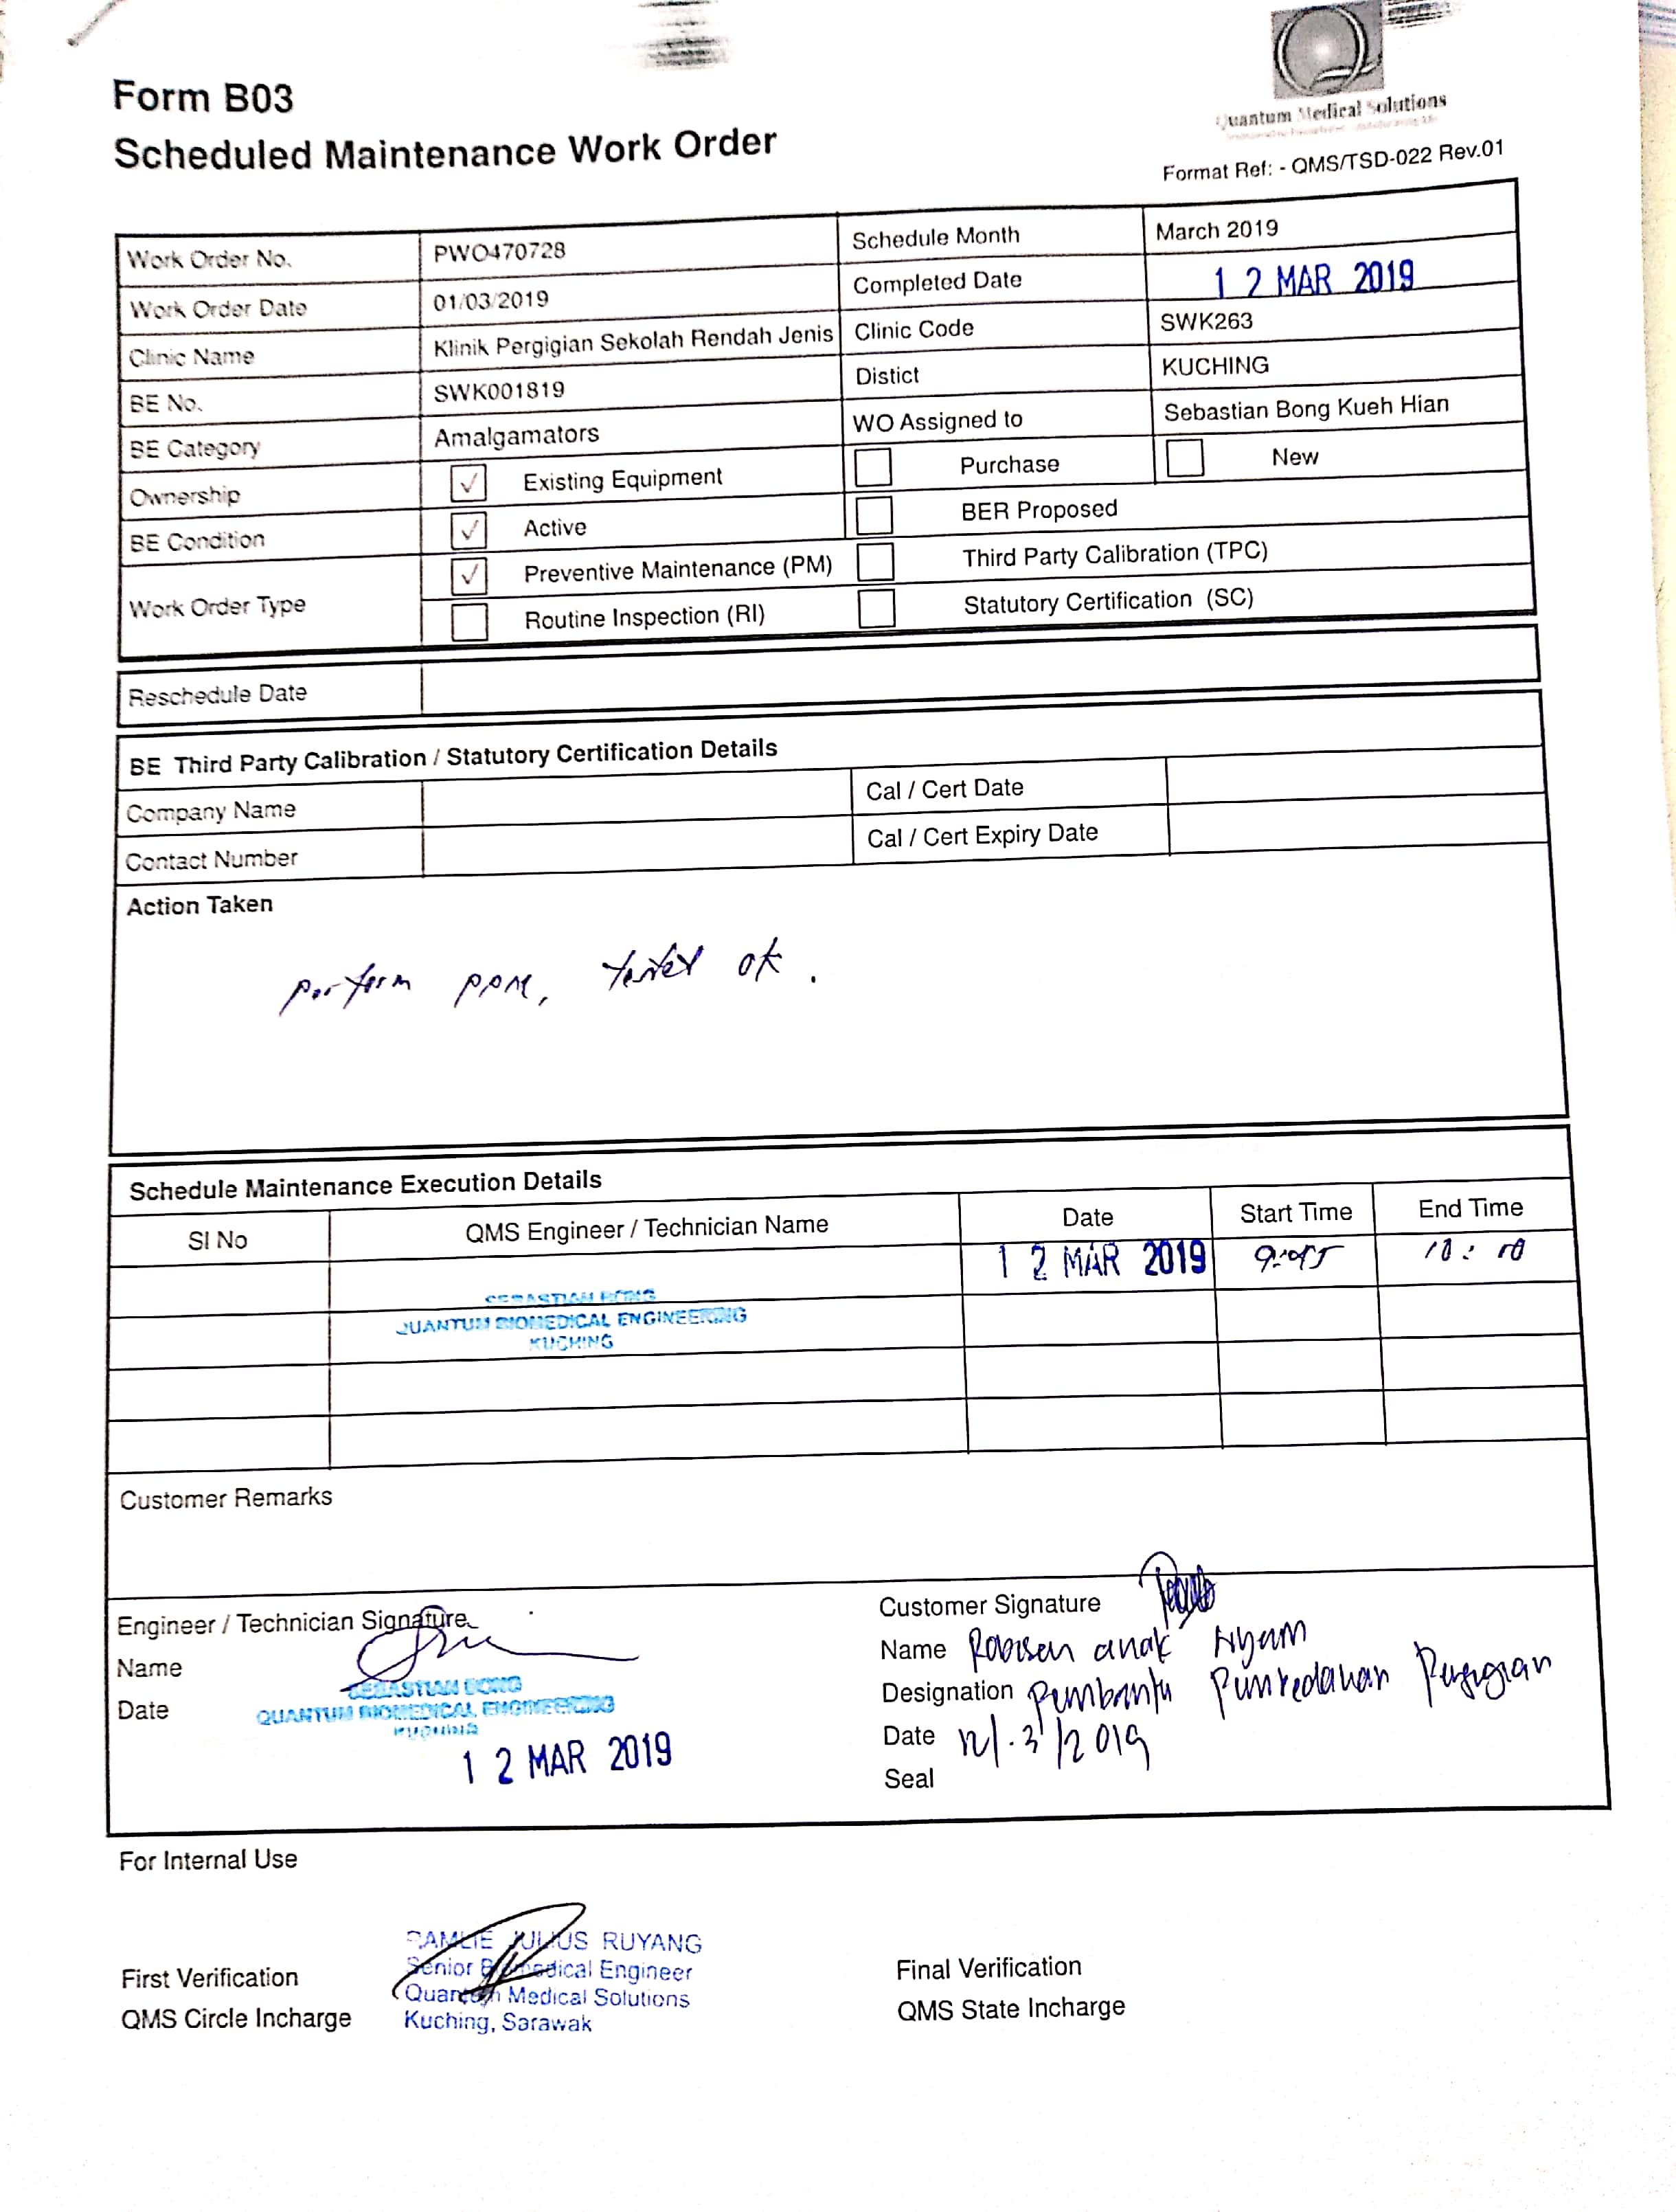 Form B03
Scheduled Maintenance Work Order
Quantum Medical Solutions
Format Ref: - QMS/TSD-022 Rev.01
Work Order No. PWO470728 Schedule Month March 2019
Work Order Date 01/03/2019 Completed Date 12 MAR 2019
Clinic Name Klinik Pergigian Sekolah Rendah Jenis Clinic Code SWK263
BE No. SWK001819 Distict KUCHING
BE Category Amalgamators WO Assigned to Sebastian Bong Kueh Hian
Ownership ✓ Existing Equipment Purchase New
BE Condition ✓ Active BER Proposed
Work Order Type ✓ Preventive Maintenance (PM) Third Party Calibration (TPC)
Routine Inspection (RI) Statutory Certification (SC)
Reschedule Date
BE Third Party Calibration / Statutory Certification Details
Company Name Cal / Cert Date
Contact Number Cal / Cert Expiry Date
Action Taken
perform ppm, tested ok.
Schedule Maintenance Execution Details
SI No QMS Engineer / Technician Name Date Start Time End Time
12 MAR 2019 9:45 10:10
SEBASTIAN BONG
QUANTUM BIOMEDICAL ENGINEERING
KUCHING
Customer Remarks
Engineer / Technician Signature
Name
SEBASTIAN BONG
Date QUANTUM BIOMEDICAL ENGINEERING
KUCHING
12 MAR 2019
Customer Signature
Name Robisen anak Nyam
Designation Pembantu Pergigian
Date 12/.3/2019
Seal
For Internal Use
First Verification
QMS Circle Incharge
RAMLIE JULIUS RUYANG
Senior Biomedical Engineer
Quantum Medical Solutions
Kuching, Sarawak
Final Verification
QMS State Incharge